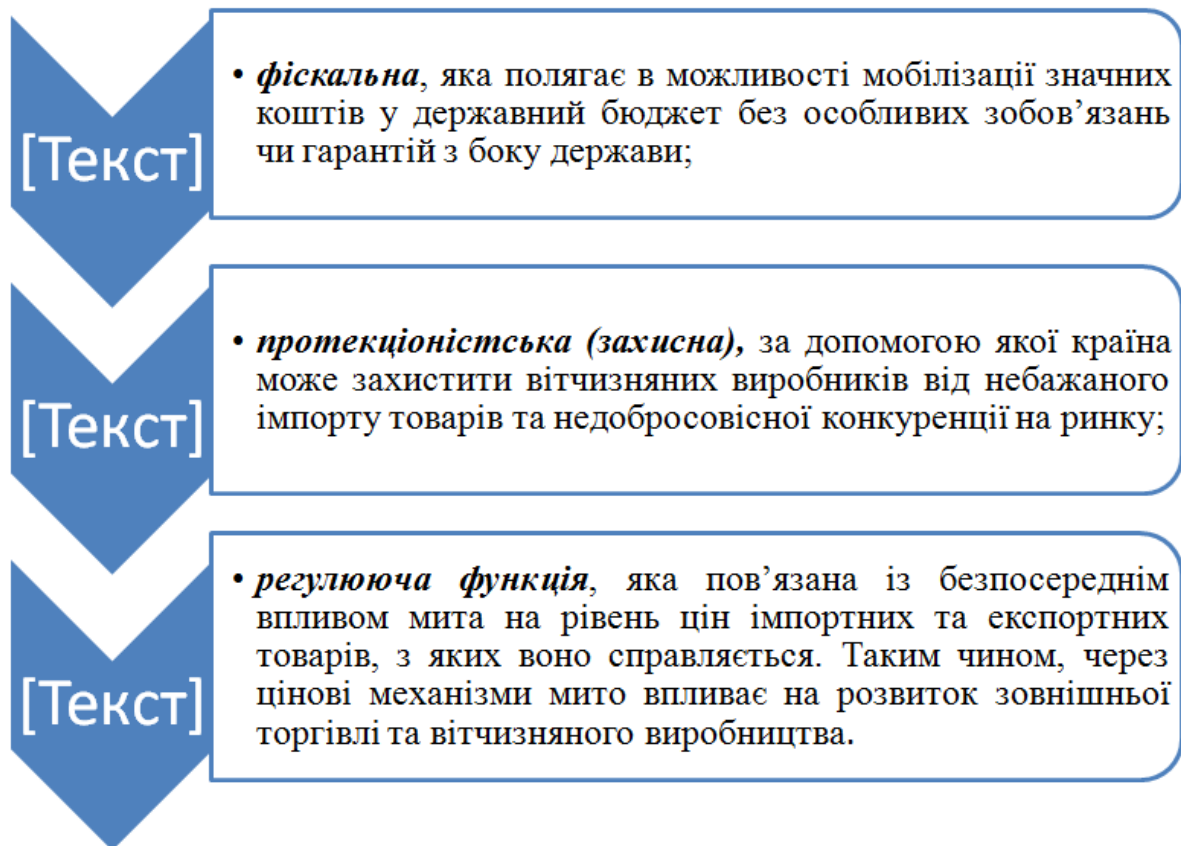 [Текст]
• фіскальна, яка полягає в можливості мобілізації значних
коштів у державний бюджет без особливих зобов’язань
чи гарантій з боку держави;
[Текст]
• протекціоністська (захисна), за допомогою якої країна
може захистити вітчизняних виробників від небажаного
імпорту товарів та недобросовісної конкуренції на ринку;
[Текст]
• регулююча функція, яка пов’язана із безпосереднім
впливом мита на рівень цін імпортних та експортних
товарів, з яких воно справляється. Таким чином, через
цінові механізми мито впливає на розвиток зовнішньої
торгівлі та вітчизняного виробництва.